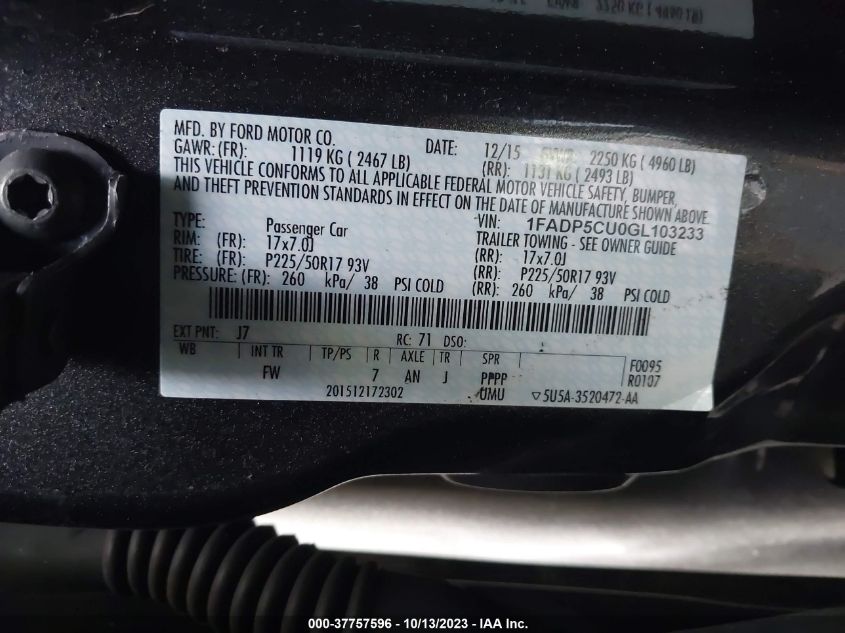 MFD. BY FORD MOTOR CO. DATE: 12/15 2250 KG ( 4960 LB)
GAWR: (FR): 1119 KG ( 2467 LB) (RR): 1131 KG ( 2493 LB)
THIS VEHICLE CONFORMS TO ALL APPLICABLE FEDERAL MOTOR VEHICLE SAFETY, BUMPER,
AND THEFT PREVENTION STANDARDS IN EFFECT ON THE DATE OF MANUFACTURE SHOWN ABOVE.
VIN: 1FADP5CU0GL103233
TYPE: Passenger Car TRAILER TOWING - SEE OWNER GUIDE
RIM: (FR): 17x7.0J (RR): 17x7.0J
TIRE: (FR): P225/50R17 93V (RR): P225/50R17 93V
PRESSURE: (FR): 260 kPa/ 38 PSI COLD (RR): 260 kPa/ 38 PSI COLD
EXT PNT: J7 RC: 71 DSO:
WB INT TR TP/PS R AXLE TR SPR F0095
FW 7 AN J PPPP R0107
201512172302 UMU ▽5U5A-3520472-AA
000-37757596 - 10/13/2023 - IAA Inc.